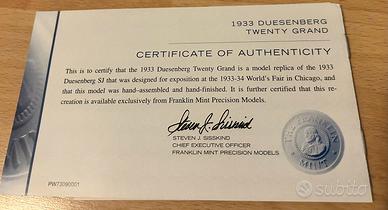 1933 DUESENBERG
TWENTY GRAND
CERTIFICATE OF AUTHENTICITY
This is to certify that the 1933 Duesenberg Twenty Grand is a model replica of the 1933
Duesenberg SJ that was designed for exposition at the 1933-34 World's Fair in Chicago, and
that this model was hand-assembled and hand-finished. It is further certified that this re-
creation is available exclusively from Franklin Mint Precision Models.
Steven J. Sisskind
STEVEN J. SISSKIND
CHIEF EXECUTIVE OFFICER
FRANKLIN MINT PRECISION MODELS
THE FRANKLIN
MINT
PW73090001
subito